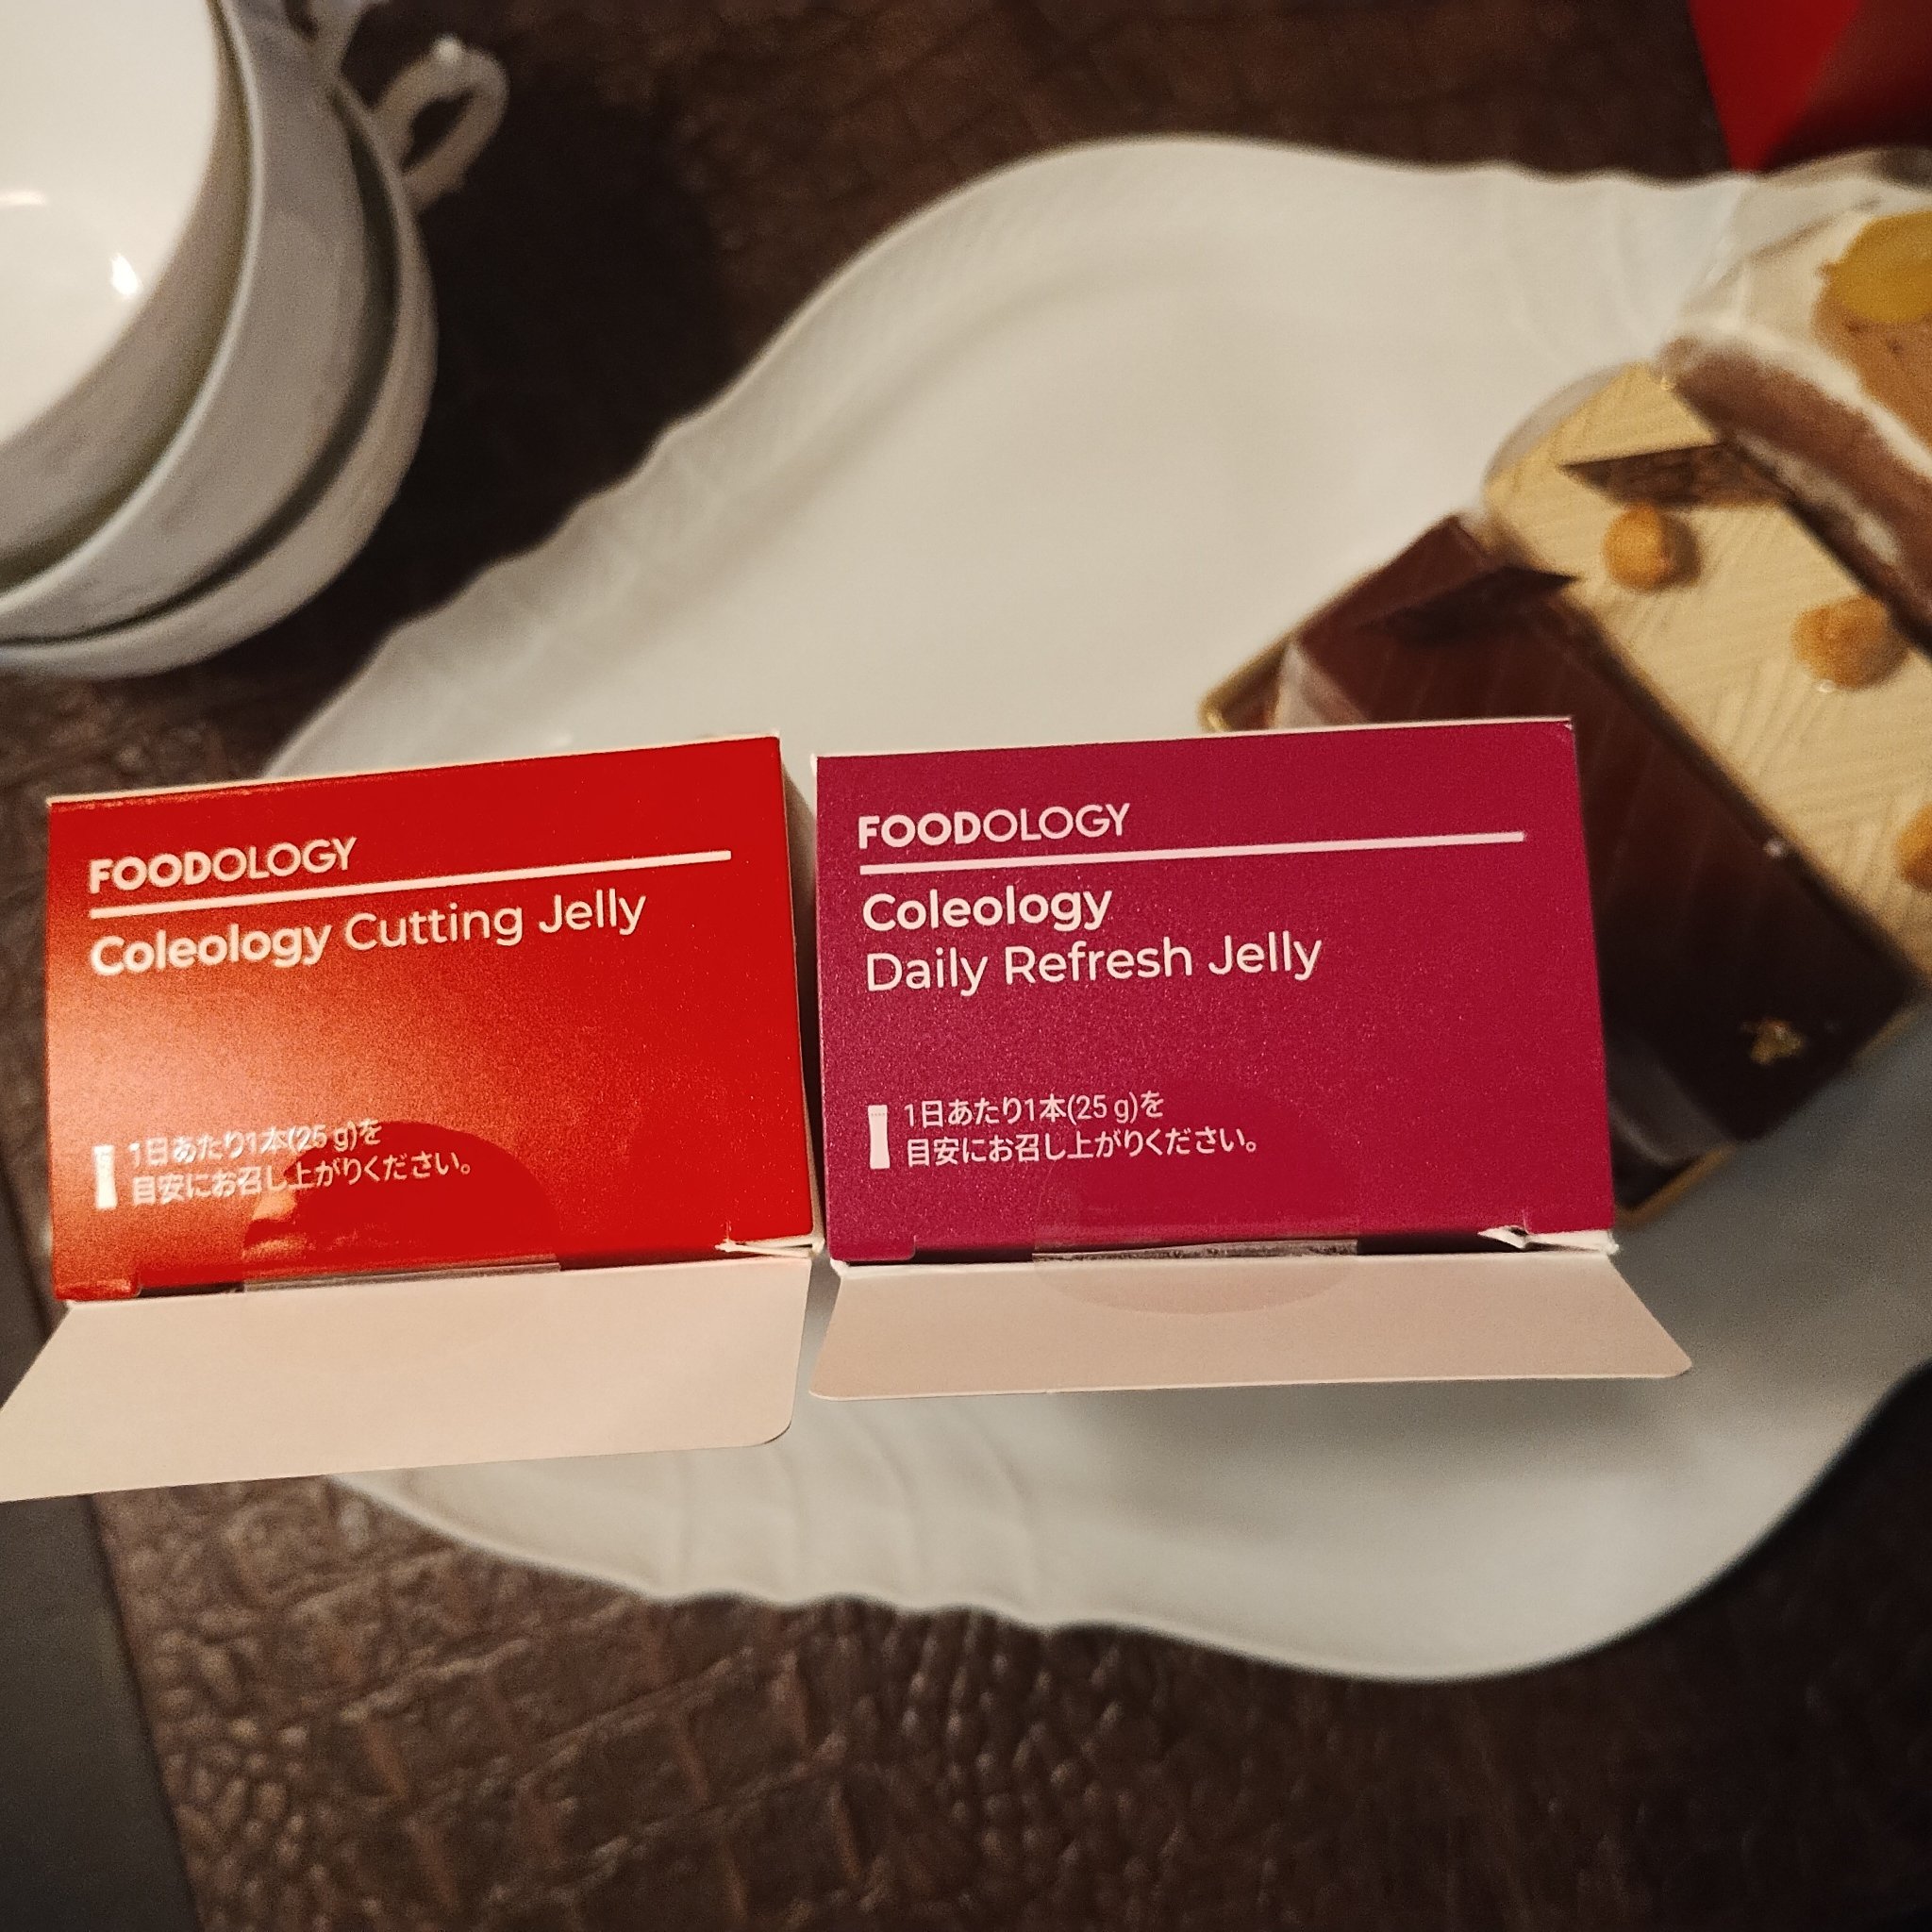 FOODOLOGY
Coleology Cutting Jelly
1日あたり1本(25 g)を
目安にお召し上がりください。
FOODOLOGY
Coleology
Daily Refresh Jelly
1日あたり1本(25 g)を
目安にお召し上がりください。